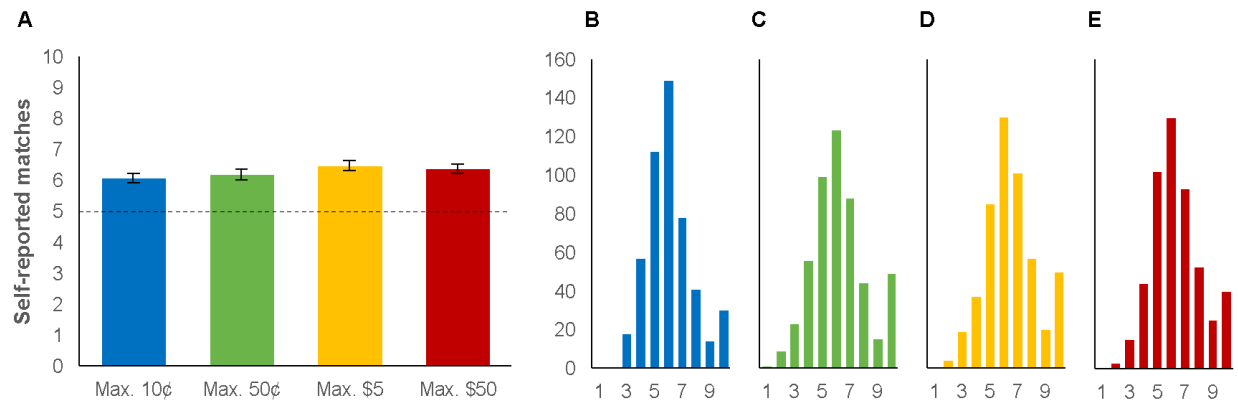 A
B
C
D
E
Self-reported matches
10
9
8
7
6
5
4
3
2
1
0
Max. 10¢
Max. 50¢
Max. $5
Max. $50
160
140
120
100
80
60
40
20
0
1 3 5 7 9
1 3 5 7 9
1 3 5 7 9
1 3 5 7 9